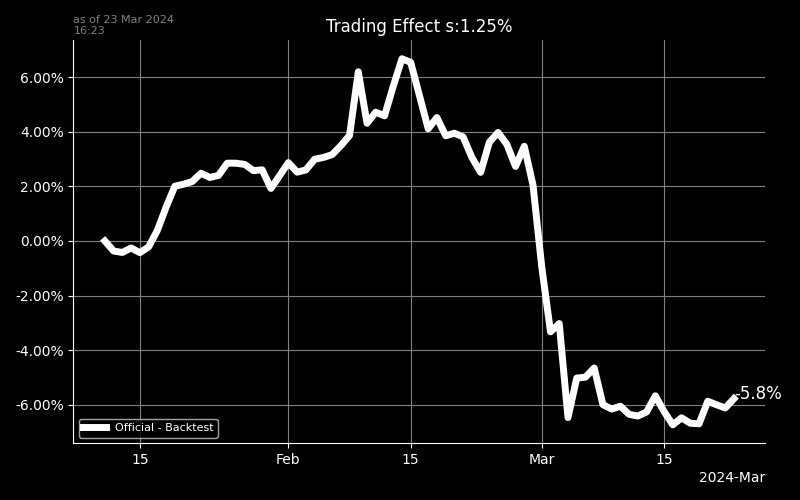 as of 23 Mar 2024
16:23
Trading Effect s:1.25%
6.00%
4.00%
2.00%
0.00%
-2.00%
-4.00%
-6.00%
-5.8%
Official - Backtest
15
Feb
15
Mar
15
2024-Mar